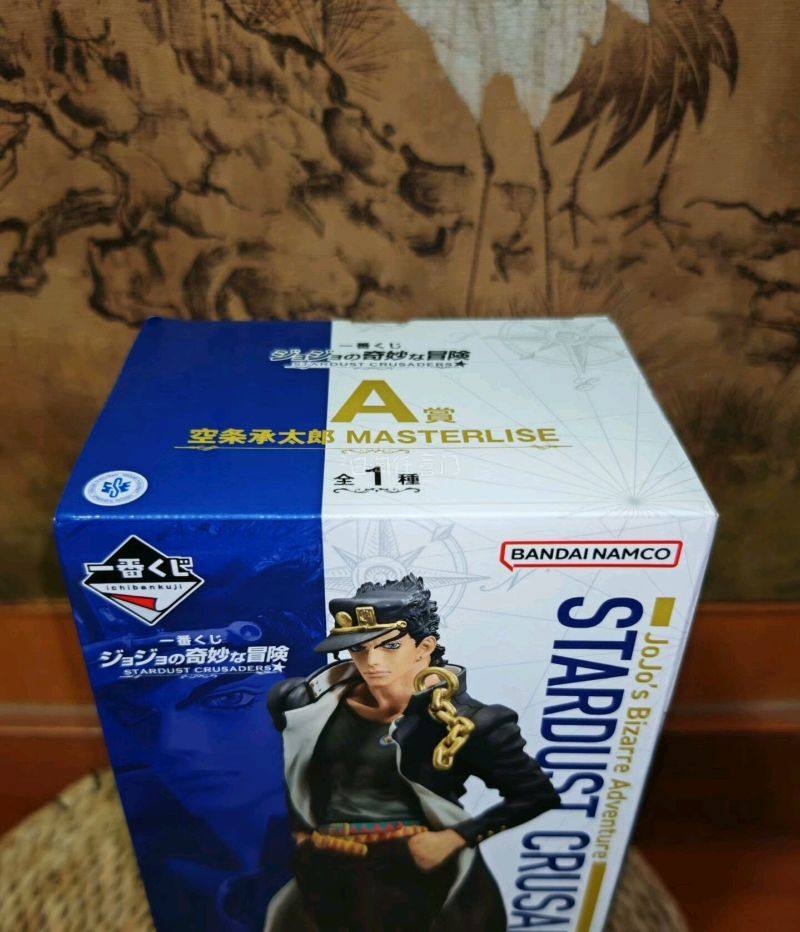 一番くじ
ジョジョの奇妙な冒険
STARDUST CRUSADERS
A賞
空条承太郎 MASTERLISE
全1種
一番くじ
ichibankuji
BANDAI NAMCO
一番くじ
ジョジョの奇妙な冒険
STARDUST CRUSADERS
JoJo's Bizarre Adventure
STARDUST CRUSA